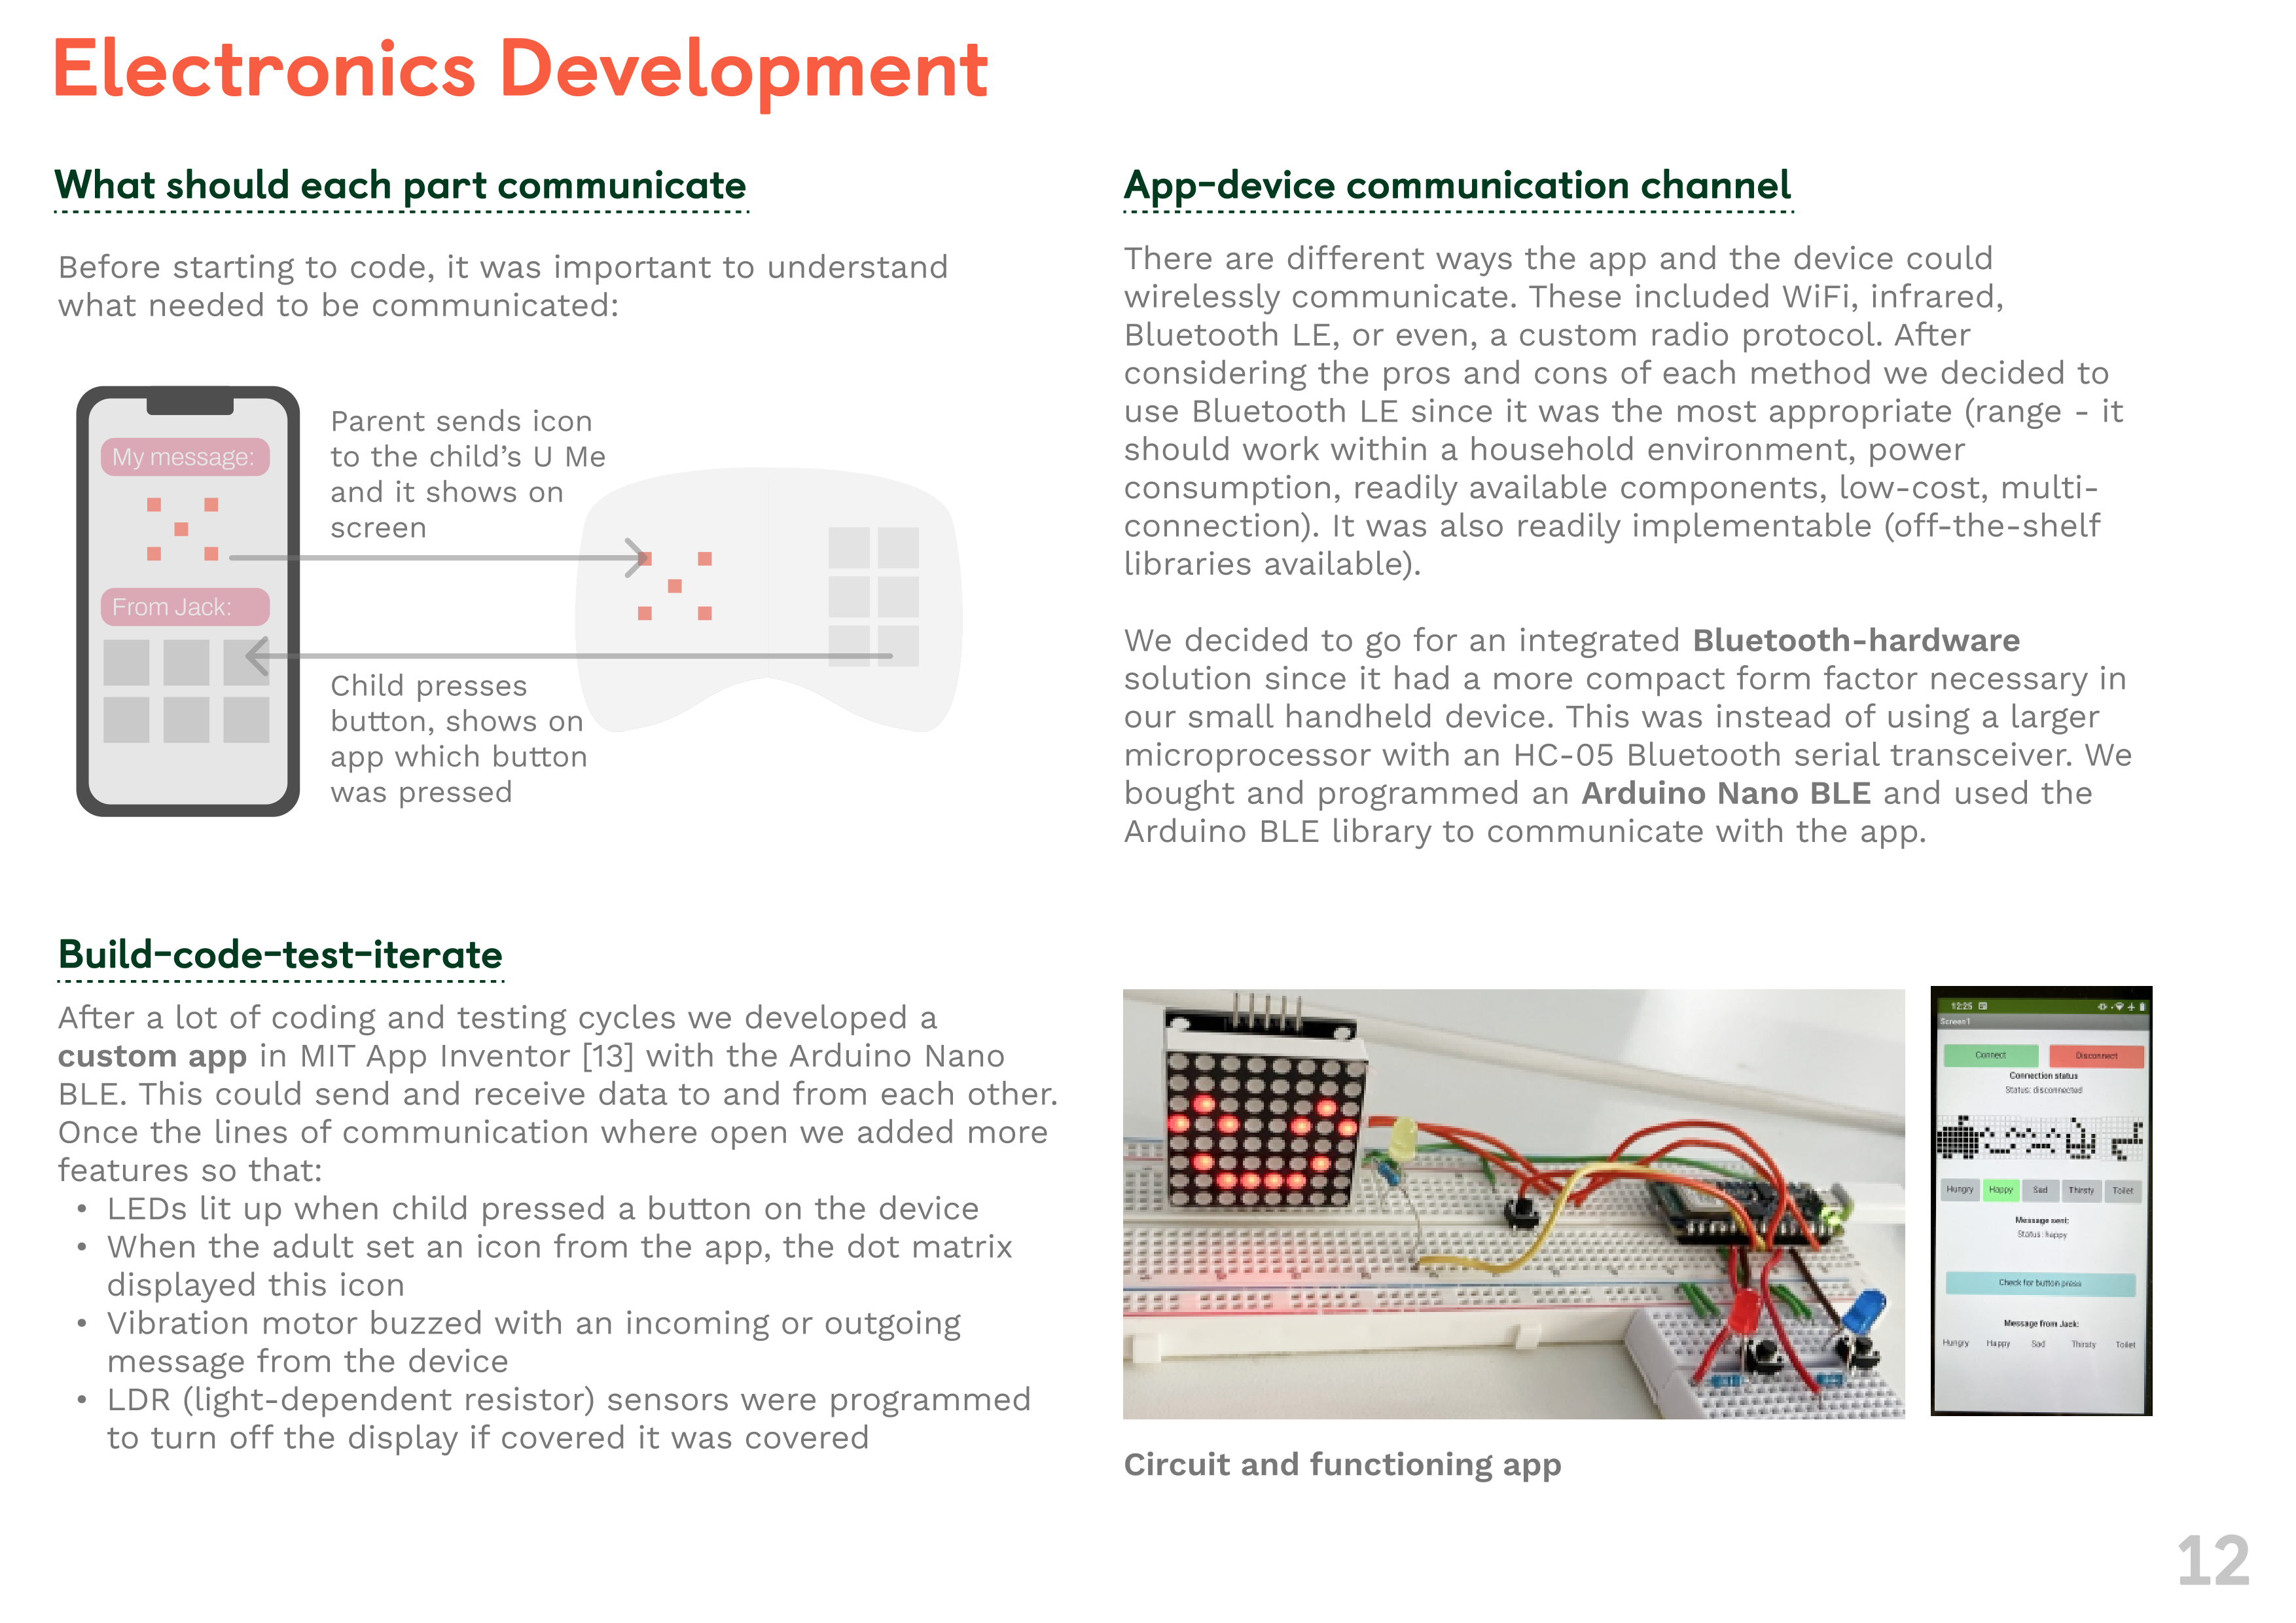 Electronics Development
What should each part communicate
Before starting to code, it was important to understand
what needed to be communicated:
My message:
From Jack:
Parent sends icon
to the child’s U Me
and it shows on
screen
Child presses
button, shows on
app which button
was pressed
Build-code-test-iterate
After a lot of coding and testing cycles we developed a
custom app in MIT App Inventor [13] with the Arduino Nano
BLE. This could send and receive data to and from each other.
Once the lines of communication where open we added more
features so that:
• LEDs lit up when child pressed a button on the device
• When the adult set an icon from the app, the dot matrix
displayed this icon
• Vibration motor buzzed with an incoming or outgoing
message from the device
• LDR (light-dependent resistor) sensors were programmed
to turn off the display if covered it was covered
App-device communication channel
There are different ways the app and the device could
wirelessly communicate. These included WiFi, infrared,
Bluetooth LE, or even, a custom radio protocol. After
considering the pros and cons of each method we decided to
use Bluetooth LE since it was the most appropriate (range - it
should work within a household environment, power
consumption, readily available components, low-cost, multi-
connection). It was also readily implementable (off-the-shelf
libraries available).
We decided to go for an integrated Bluetooth-hardware
solution since it had a more compact form factor necessary in
our small handheld device. This was instead of using a larger
microprocessor with an HC-05 Bluetooth serial transceiver. We
bought and programmed an Arduino Nano BLE and used the
Arduino BLE library to communicate with the app.
12:25
Screen1
Connect Disconnect
Connection status
Status: disconnected
Hungry Happy Sad Thirsty Toilet
Message sent:
Status: happy
Check for button press
Message from Jack:
Hungry Happy Sad Thirsty Toilet
Circuit and functioning app
12